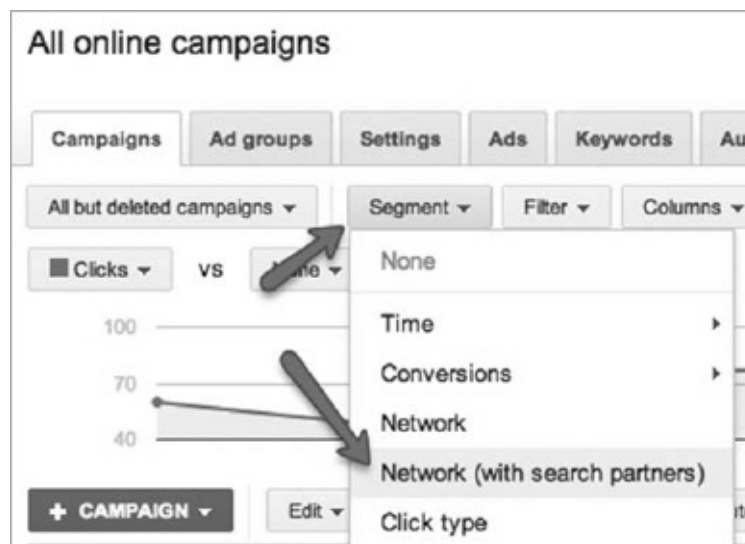 All online campaigns
Campaigns Ad groups Settings Ads Keywords
All but deleted campaigns Segment Filter Columns
Clicks vs
None
100
Time
Conversions
70
Network
40
Network (with search partners)
+ CAMPAIGN Edit
Click type